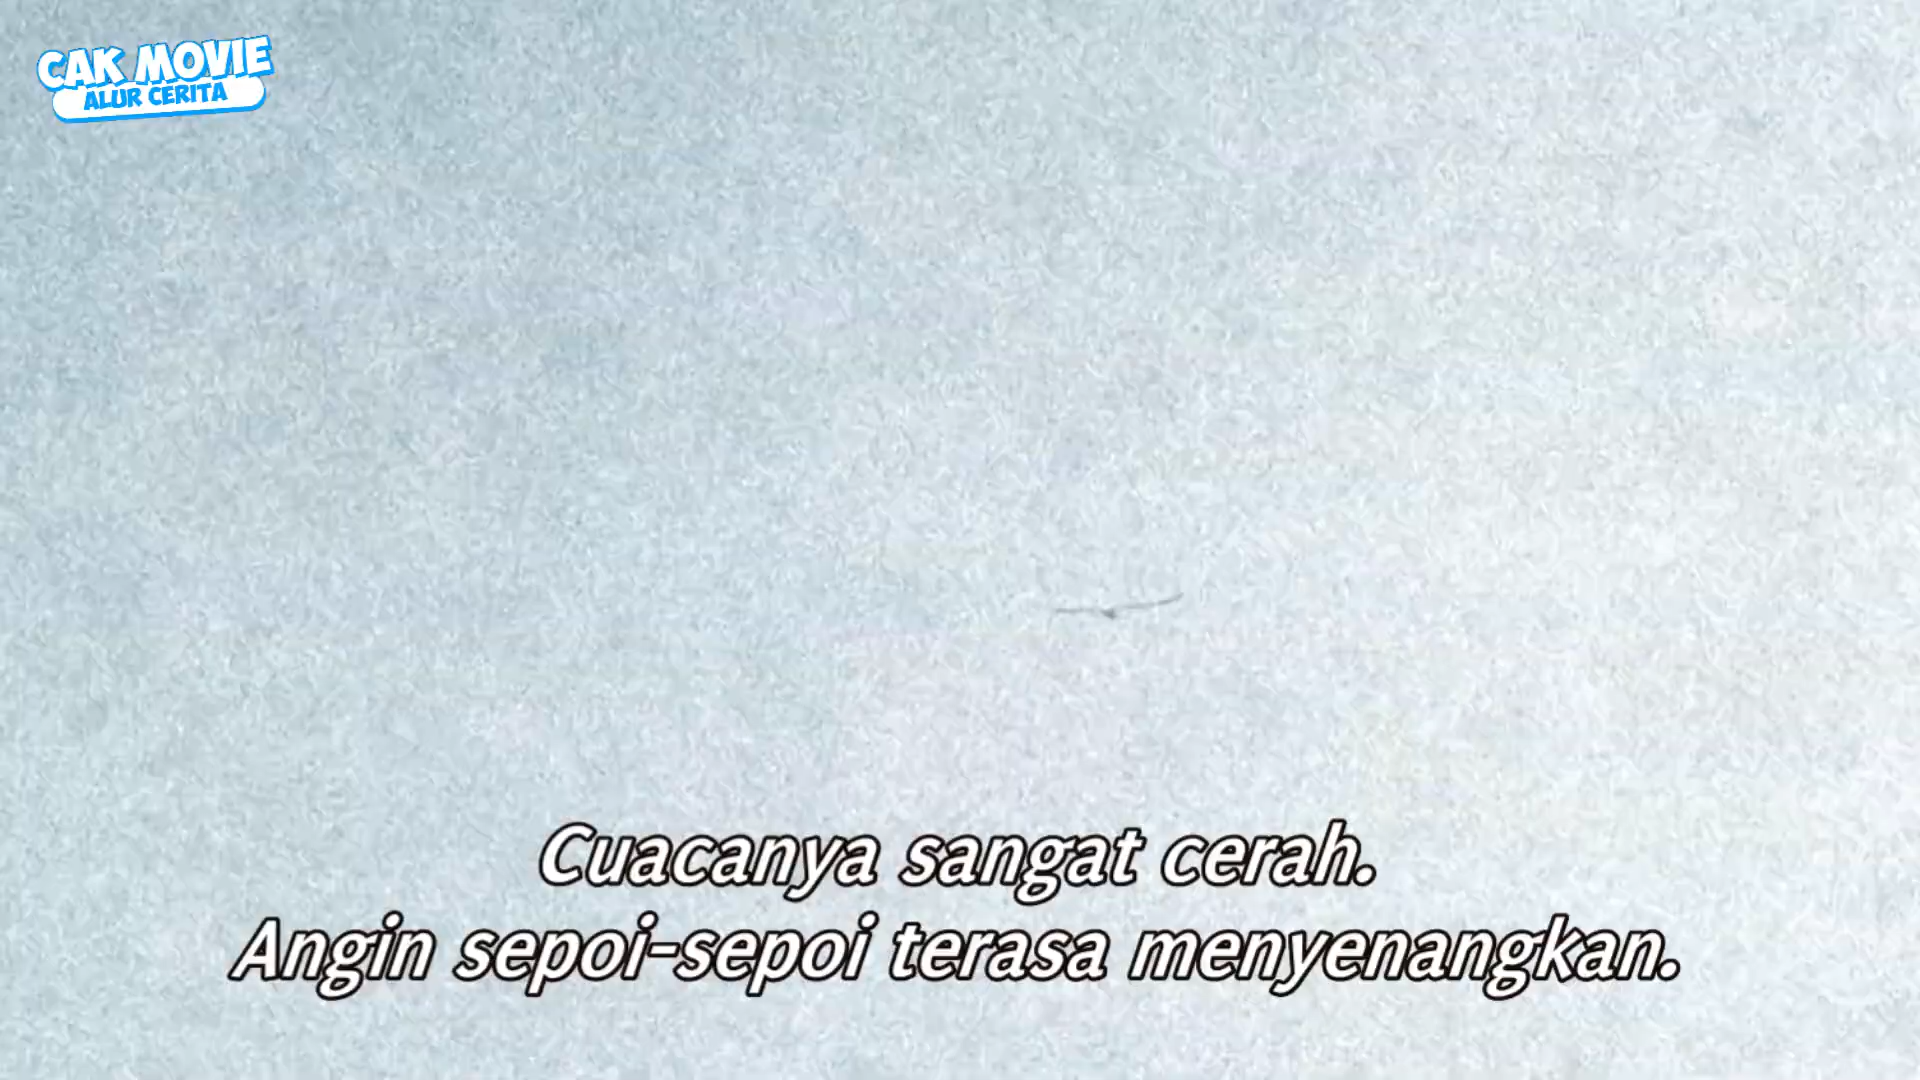 CAK MOVIE
ALUR CERITA
Cuacanya sangat cerah.
Angin sepoi-sepoi terasa menyenangkan.